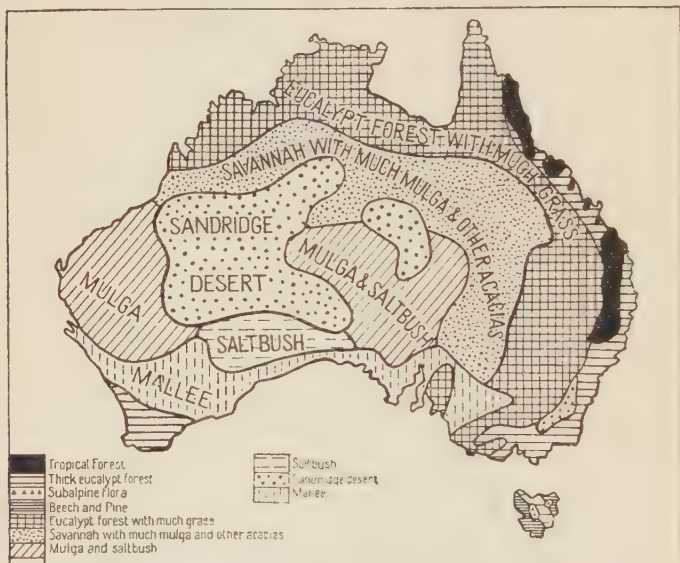 EUCALYPT FOREST WITH MUCH GRASS
SAVANNAH WITH MUCH MULGA & OTHER ACACIAS
SANDRIDGE
DESERT
MULGA & SALTBUSH
MULGA
SALTBUSH
MALLEE
Tropical Forest
Thick eucalypt forest
Subalpine flora
Beech and Pine
Eucalypt forest with much grass
Savannah with much mulga and other acacias
Mulga and saltbush
Saltbush
Sandridge desert
Mallee